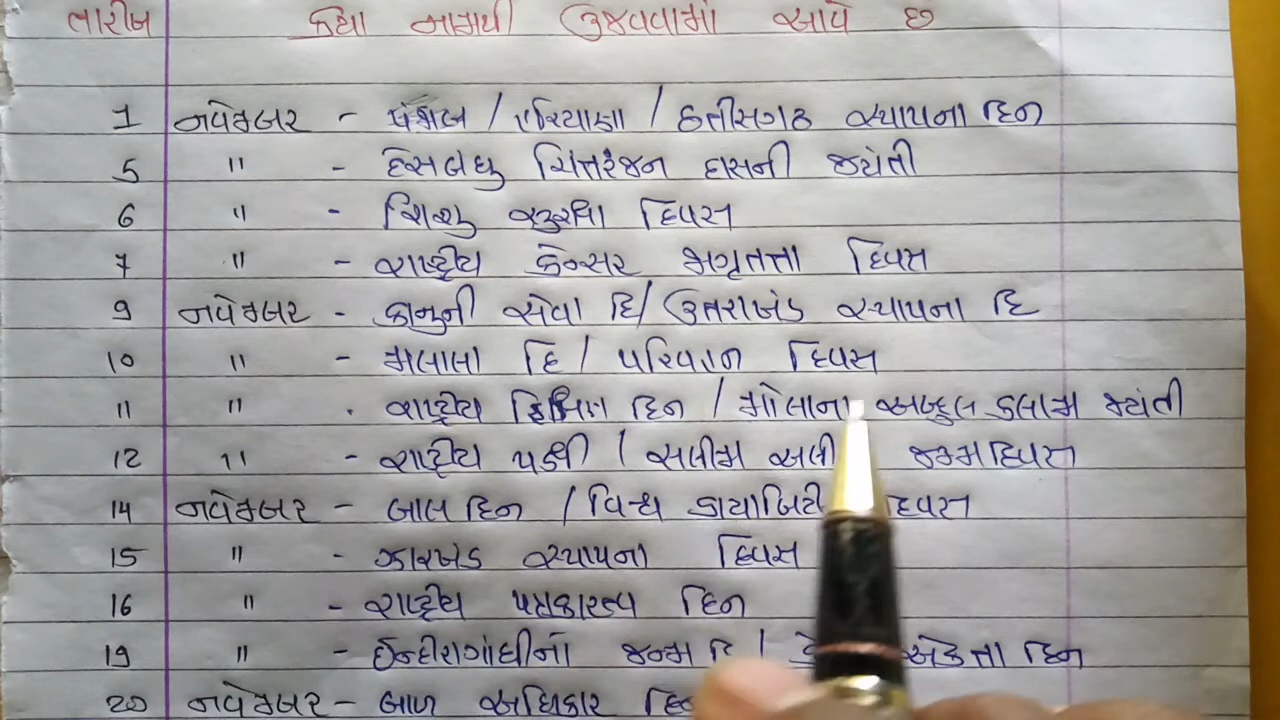 તારીખ કયા નામથી ઉજવવામાં આવે છે
1 નવેમ્બર - પંજાબ / હરિયાણા / છત્તીસગઢ સ્થાપના દિન
5 " - દેશબંધુ ચિત્તરંજન દાસની જયંતી
6 " - શિશુ સુરક્ષા દિવસ
7 " - રાષ્ટ્રીય કેન્સર જાગૃતતા દિવસ
9 નવેમ્બર - કાનુની સેવા દિ / ઉત્તરાખંડ સ્થાપના દિ
10 " - મલાલા દિ / પરિવહન દિવસ
11 " - રાષ્ટ્રીય દિન / મૌલાના અબ્દુલ કલામ જયંતી
12 " - રાષ્ટ્રીય પક્ષી / સલીમ અલી જન્મદિવસ
14 નવેમ્બર - બાલ દિન / વિશ્વ ડાયાબિટી દિવસ
15 " - ઝારખંડ સ્થાપના દિવસ
16 " - રાષ્ટ્રીય પત્રકારત્વ દિન
19 " - ઈન્દીરાગાંધીનો જન્મ દિ / એકતા દિન
20 નવેમ્બર - બાળ અધિકાર દિ